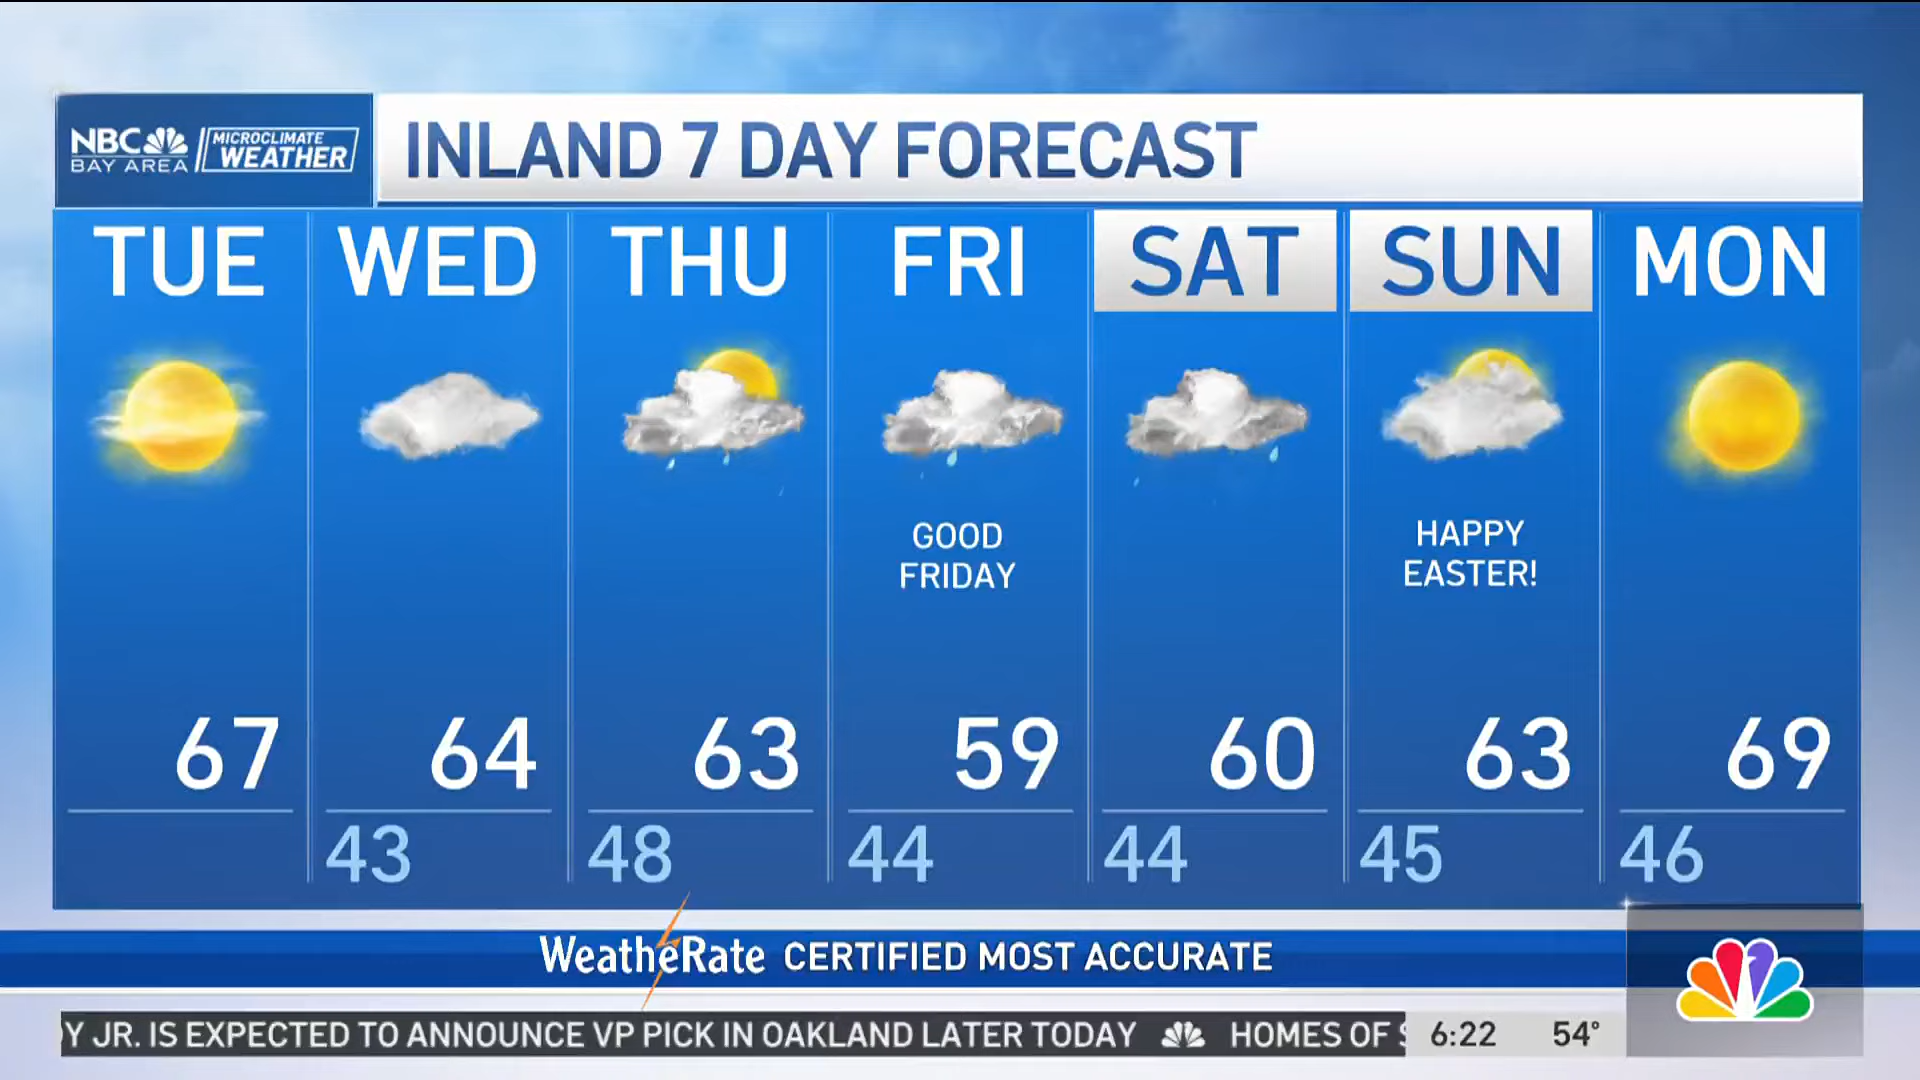 NBC
BAY AREA
MICROCLIMATE
WEATHER
INLAND 7 DAY FORECAST
TUE WED THU FRI SAT SUN MON
GOOD
FRIDAY
HAPPY
EASTER!
67 64 63 59 60 63 69
43 48 44 44 45 46
WeatheRate CERTIFIED MOST ACCURATE
Y JR. IS EXPECTED TO ANNOUNCE VP PICK IN OAKLAND LATER TODAY HOMES OF 6:22 54°